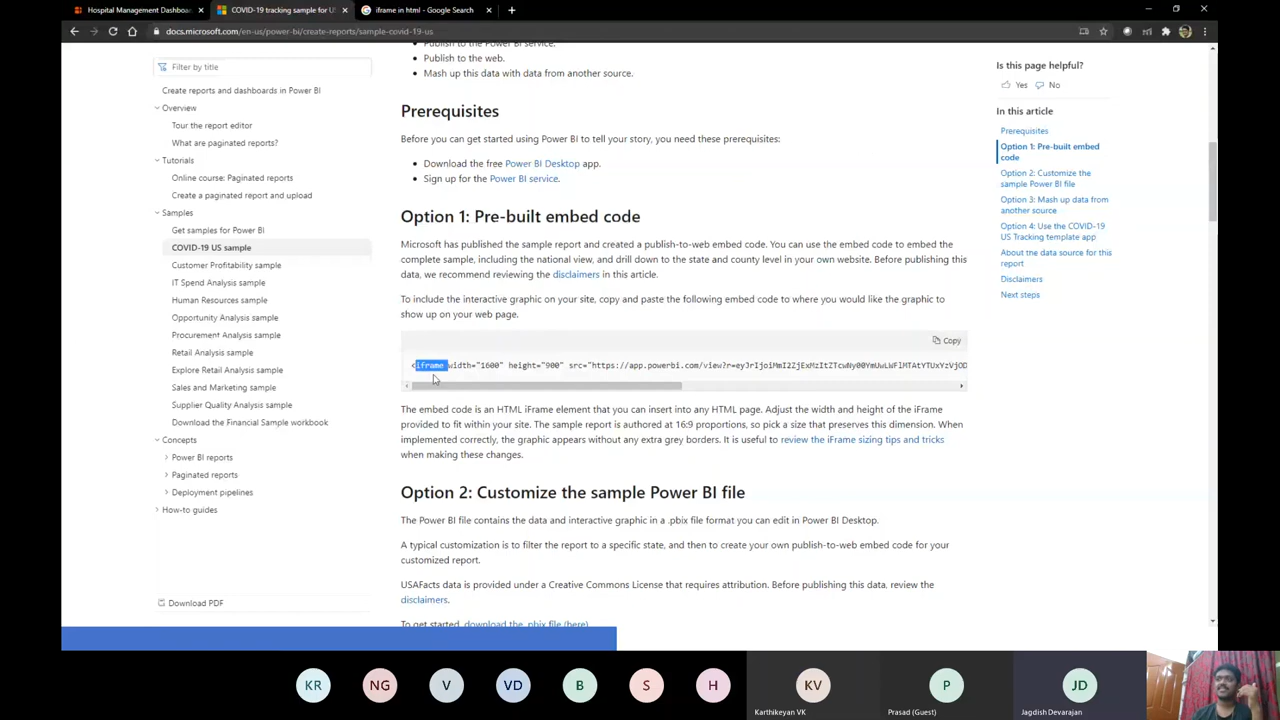 Hospital Management Dashboa
COVID-19 tracking sample for US
iframe in html - Google Search
docs.microsoft.com/en-us/power-bi/create-reports/sample-covid-19-us
Filter by title
Create reports and dashboards in Power BI
Overview
Tour the report editor
What are paginated reports?
Tutorials
Online course: Paginated reports
Create a paginated report and upload
Samples
Get samples for Power BI
COVID-19 US sample
Customer Profitability sample
IT Spend Analysis sample
Human Resources sample
Opportunity Analysis sample
Procurement Analysis sample
Retail Analysis sample
Explore Retail Analysis sample
Sales and Marketing sample
Supplier Quality Analysis sample
Download the Financial Sample workbook
Concepts
Power BI reports
Paginated reports
Deployment pipelines
How-to guides
Download PDF
Publish to the Power BI service.
Publish to the web.
Mash up this data with data from another source.
Prerequisites
Before you can get started using Power BI to tell your story, you need these prerequisites:
Download the free Power BI Desktop app.
Sign up for the Power BI service.
Option 1: Pre-built embed code
Microsoft has published the sample report and created a publish-to-web embed code. You can use the embed code to embed the
complete sample, including the national view, and drill down to the state and county level in your own website. Before publishing this
data, we recommend reviewing the disclaimers in this article.
To include the interactive graphic on your site, copy and paste the following embed code to where you would like the graphic to
show up on your web page.
Copy
<iframe width="1600" height="900" src="https://app.powerbi.com/view?
The embed code is an HTML iFrame element that you can insert into any HTML page. Adjust the width and height of the iFrame
provided to fit within your site. The sample report is authored at 16:9 proportions, so pick a size that preserves this dimension. When
implemented correctly, the graphic appears without any extra grey borders. It is useful to review the iFrame sizing tips and tricks
when making these changes.
Option 2: Customize the sample Power BI file
The Power BI file contains the data and interactive graphic in a .pbix file format you can edit in Power BI Desktop.
A typical customization is to filter the report to a specific state, and then to create your own publish-to-web embed code for your
customized report.
USAFacts data is provided under a Creative Commons License that requires attribution. Before publishing this data, review the
disclaimers.
To get started, download the .pbix file (here)
Is this page helpful?
Yes No
In this article
Prerequisites
Option 1: Pre-built embed
code
Option 2: Customize the
sample Power BI file
Option 3: Mash up data from
another source
Option 4: Use the COVID-19
US Tracking template app
About the data source for this
report
Disclaimers
Next steps
KR NG V VD B S H KV P JD
Karthikeyan VK Prasad (Guest) Jagdish Devarajan